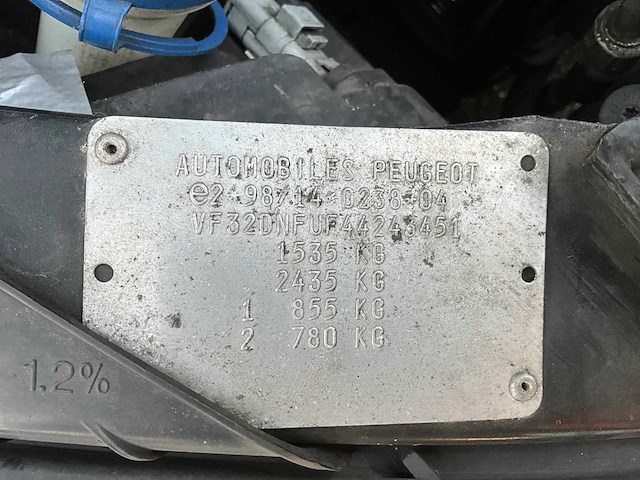 AUTOMOBILES PEUGEOT
e2*98/14*0238*04
VF32DNFUF44243451
1535 KG
2435 KG
1 855 KG
2 780 KG
1.2%